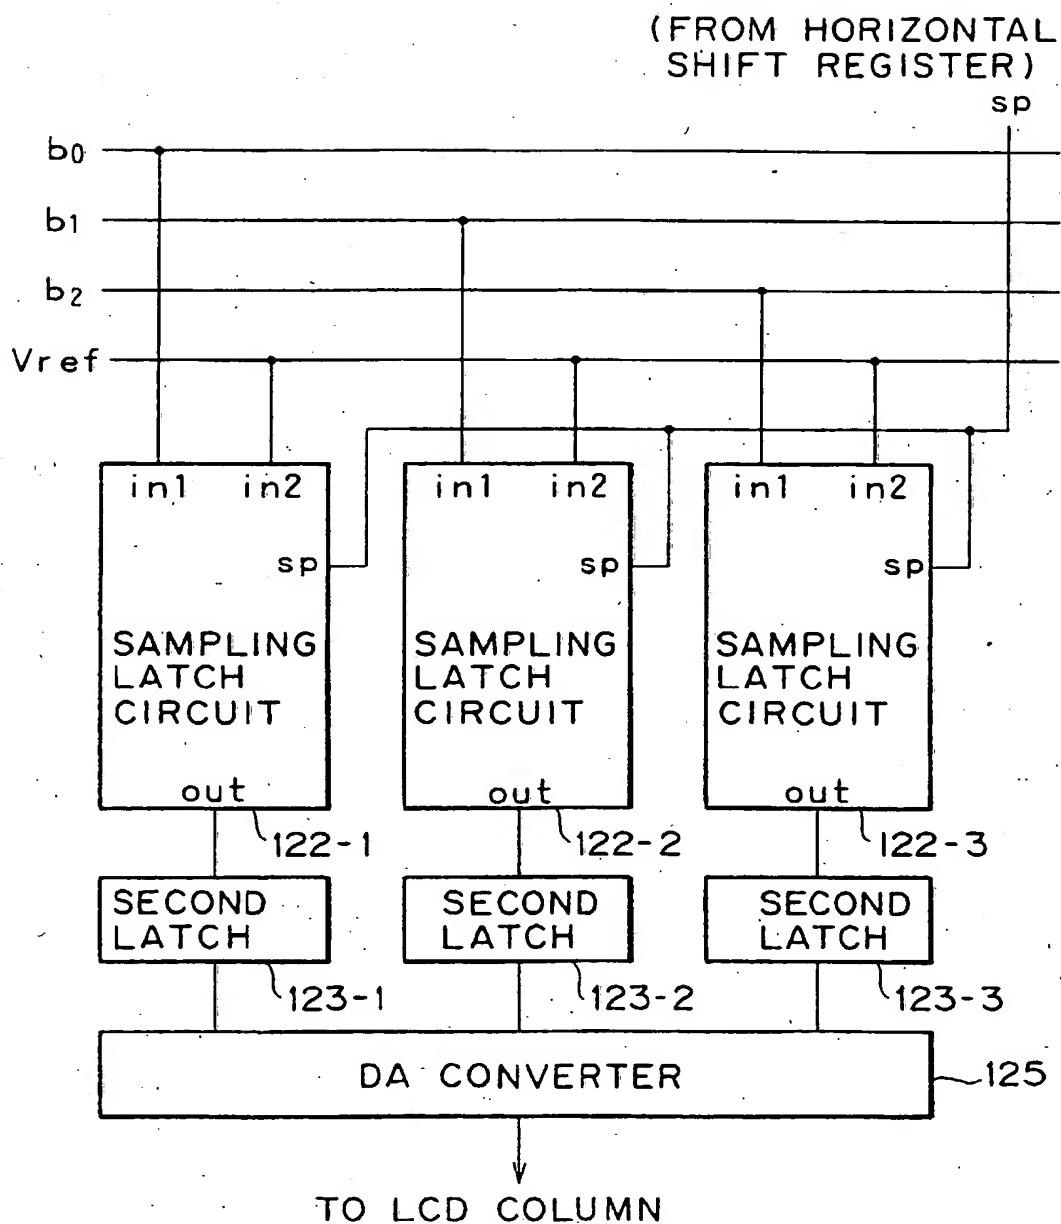 (FROM HORIZONTAL
SHIFT REGISTER)
sp
b0
b1
b2
Vref
in1 in2 in1 in2 in1 in2
sp sp sp
SAMPLING LATCH CIRCUIT
SAMPLING LATCH CIRCUIT
SAMPLING LATCH CIRCUIT
out out out
122-1 122-2 122-3
SECOND LATCH
SECOND LATCH
SECOND LATCH
123-1 123-2 123-3
DA CONVERTER
125
TO LCD COLUMN